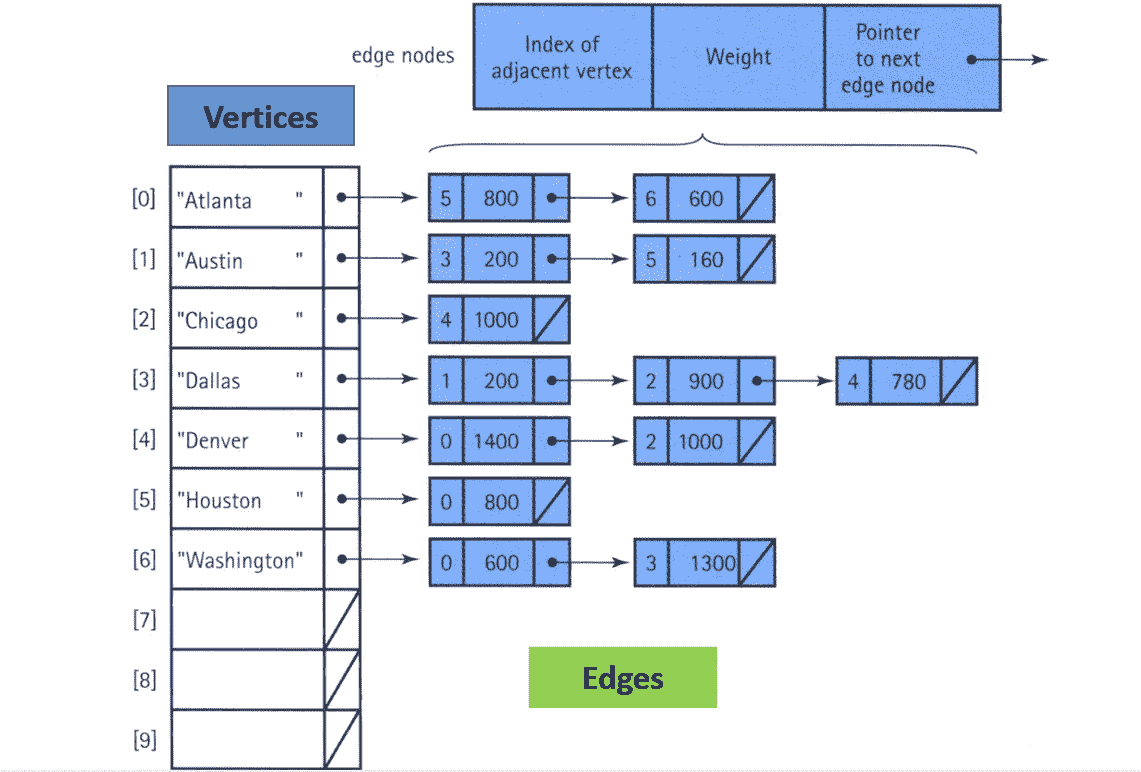 edge nodes
Index of
adjacent vertex
Weight
Pointer
to next
edge node
Vertices
[0] "Atlanta " 5 800 6 600
[1] "Austin " 3 200 5 160
[2] "Chicago " 4 1000
[3] "Dallas " 1 200 2 900 4 780
[4] "Denver " 0 1400 2 1000
[5] "Houston " 0 800
[6] "Washington" 0 600 3 1300
[7]
[8]
[9]
Edges